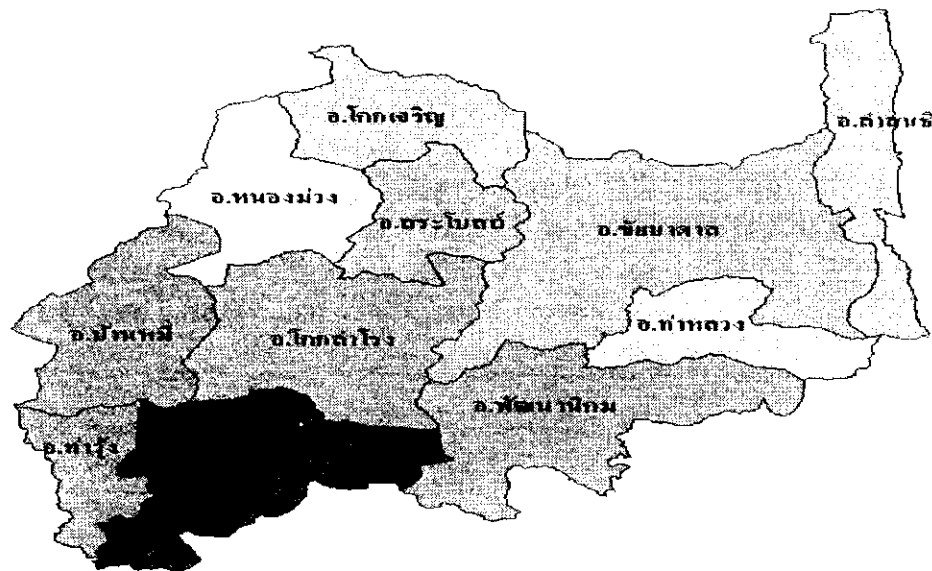 อ.โคกเจริญ
อ.ลำสนธิ
อ.หนองม่วง
อ.สระโบสถ์
อ.ชัยบาดาล
อ.ท่าหลวง
อ.บ้านหมี่
อ.โคกสำโรง
อ.พัฒนานิคม
อ.ท่าวุ้ง